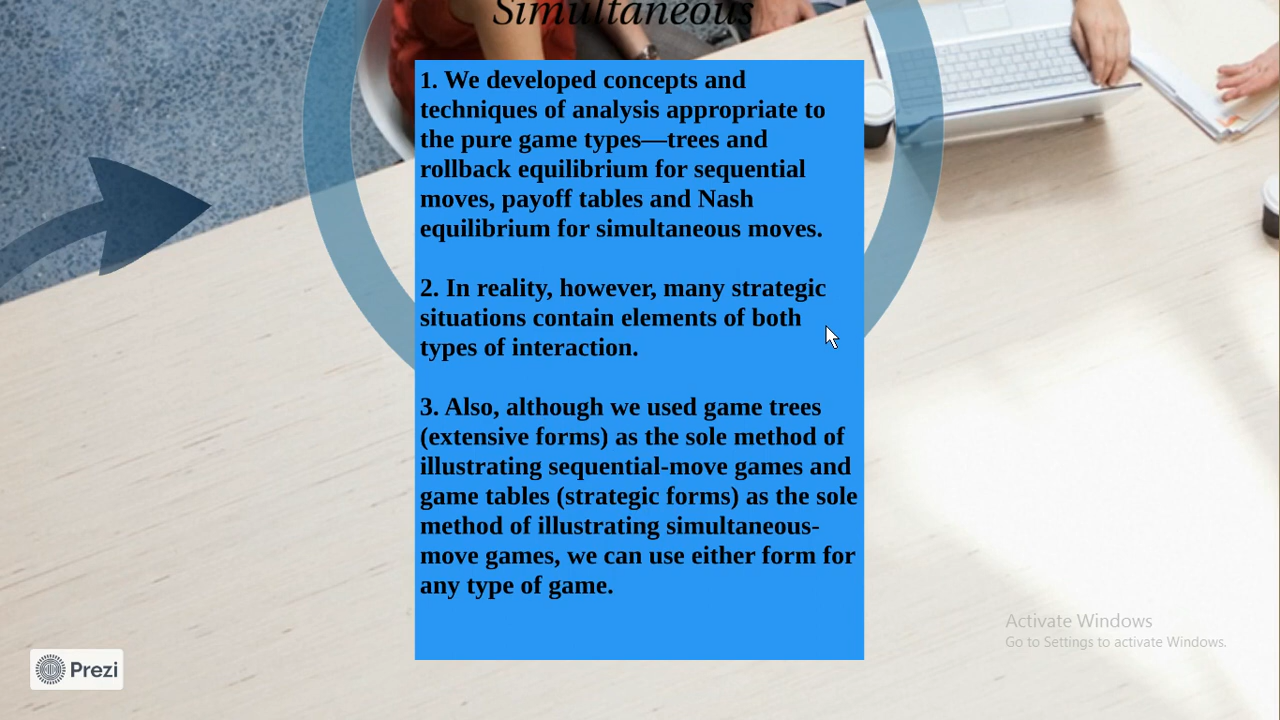 Simultaneous
1. We developed concepts and
techniques of analysis appropriate to
the pure game types—trees and
rollback equilibrium for sequential
moves, payoff tables and Nash
equilibrium for simultaneous moves.
2. In reality, however, many strategic
situations contain elements of both
types of interaction.
3. Also, although we used game trees
(extensive forms) as the sole method of
illustrating sequential-move games and
game tables (strategic forms) as the sole
method of illustrating simultaneous-
move games, we can use either form for
any type of game.
Activate Windows
Go to Settings to activate Windows.
Prezi